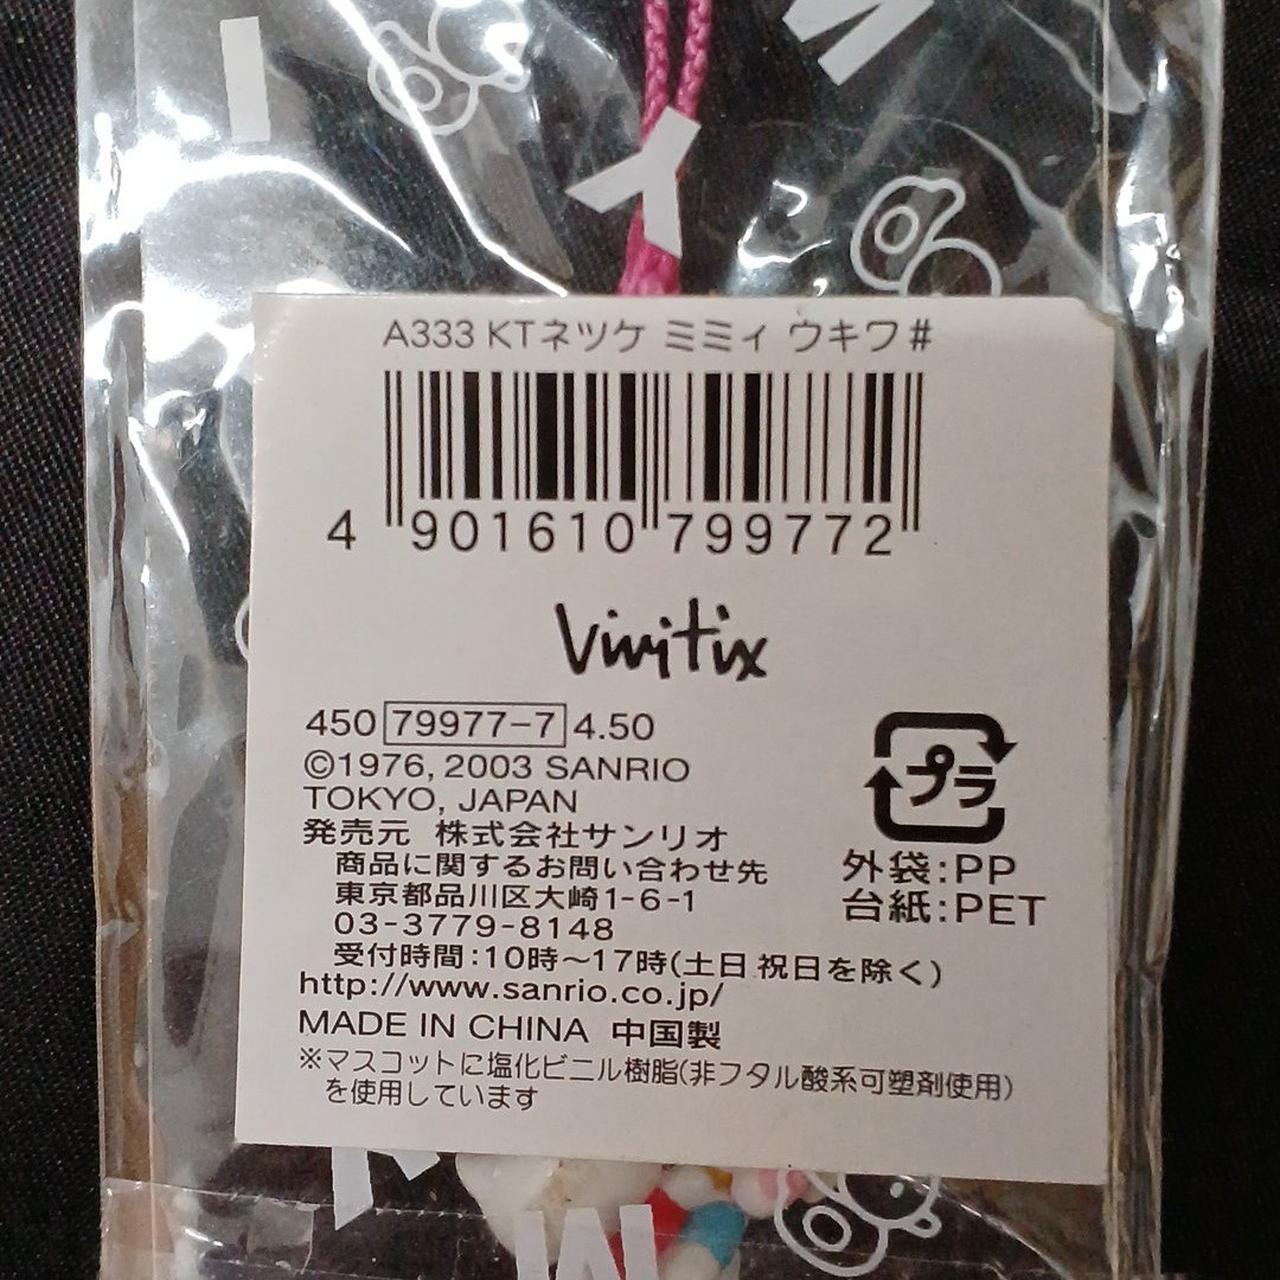 A333 KTネツケ ミミィ ウキワ#
4 901610 799772
Vivitix
450 79977-7 4.50
©1976, 2003 SANRIO
TOKYO, JAPAN
発売元 株式会社サンリオ
商品に関するお問い合わせ先
東京都品川区大崎1-6-1
03-3779-8148
受付時間:10時~17時(土日祝日を除く)
http://www.sanrio.co.jp/
MADE IN CHINA 中国製
※マスコットに塩化ビニル樹脂(非フタル酸系可塑剤使用)
を使用しています
プラ
外袋:PP
台紙:PET